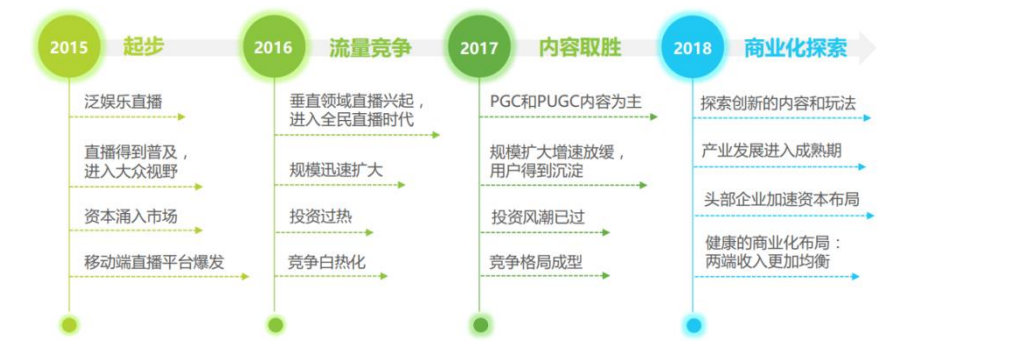 2015 起步
泛娱乐直播
直播得到普及，
进入大众视野
资本涌入市场
移动端直播平台爆发
2016 流量竞争
垂直领域直播兴起，
进入全民直播时代
规模迅速扩大
投资过热
竞争白热化
2017 内容取胜
PGC和PUGC内容为主
规模扩大增速放缓，
用户得到沉淀
投资风潮已过
竞争格局成型
2018 商业化探索
探索创新的内容和玩法
产业发展进入成熟期
头部企业加速资本布局
健康的商业化布局：
两端收入更加均衡